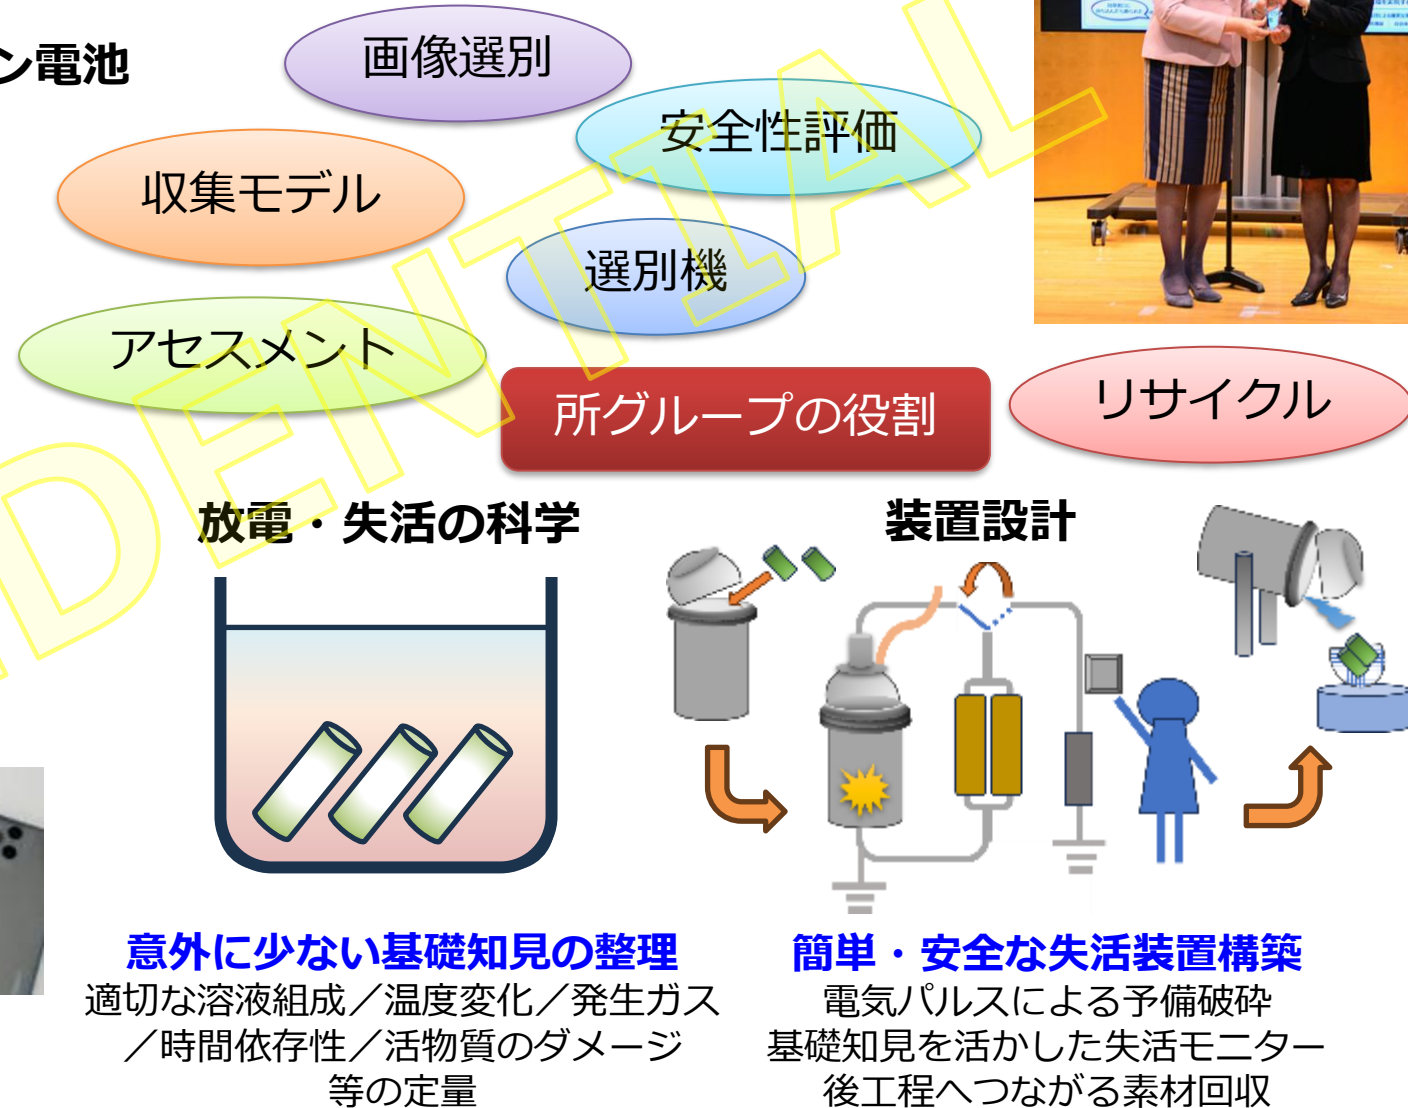 ン電池
画像選別
安全性評価
収集モデル
選別機
アセスメント
所グループの役割
リサイクル
放電・失活の科学
装置設計
意外に少ない基礎知見の整理
適切な溶液組成／温度変化／発生ガス
／時間依存性／活物質のダメージ
等の定量
簡単・安全な失活装置構築
電気パルスによる予備破砕
基礎知見を活かした失活モニター
後工程へつながる素材回収
DENTIAL